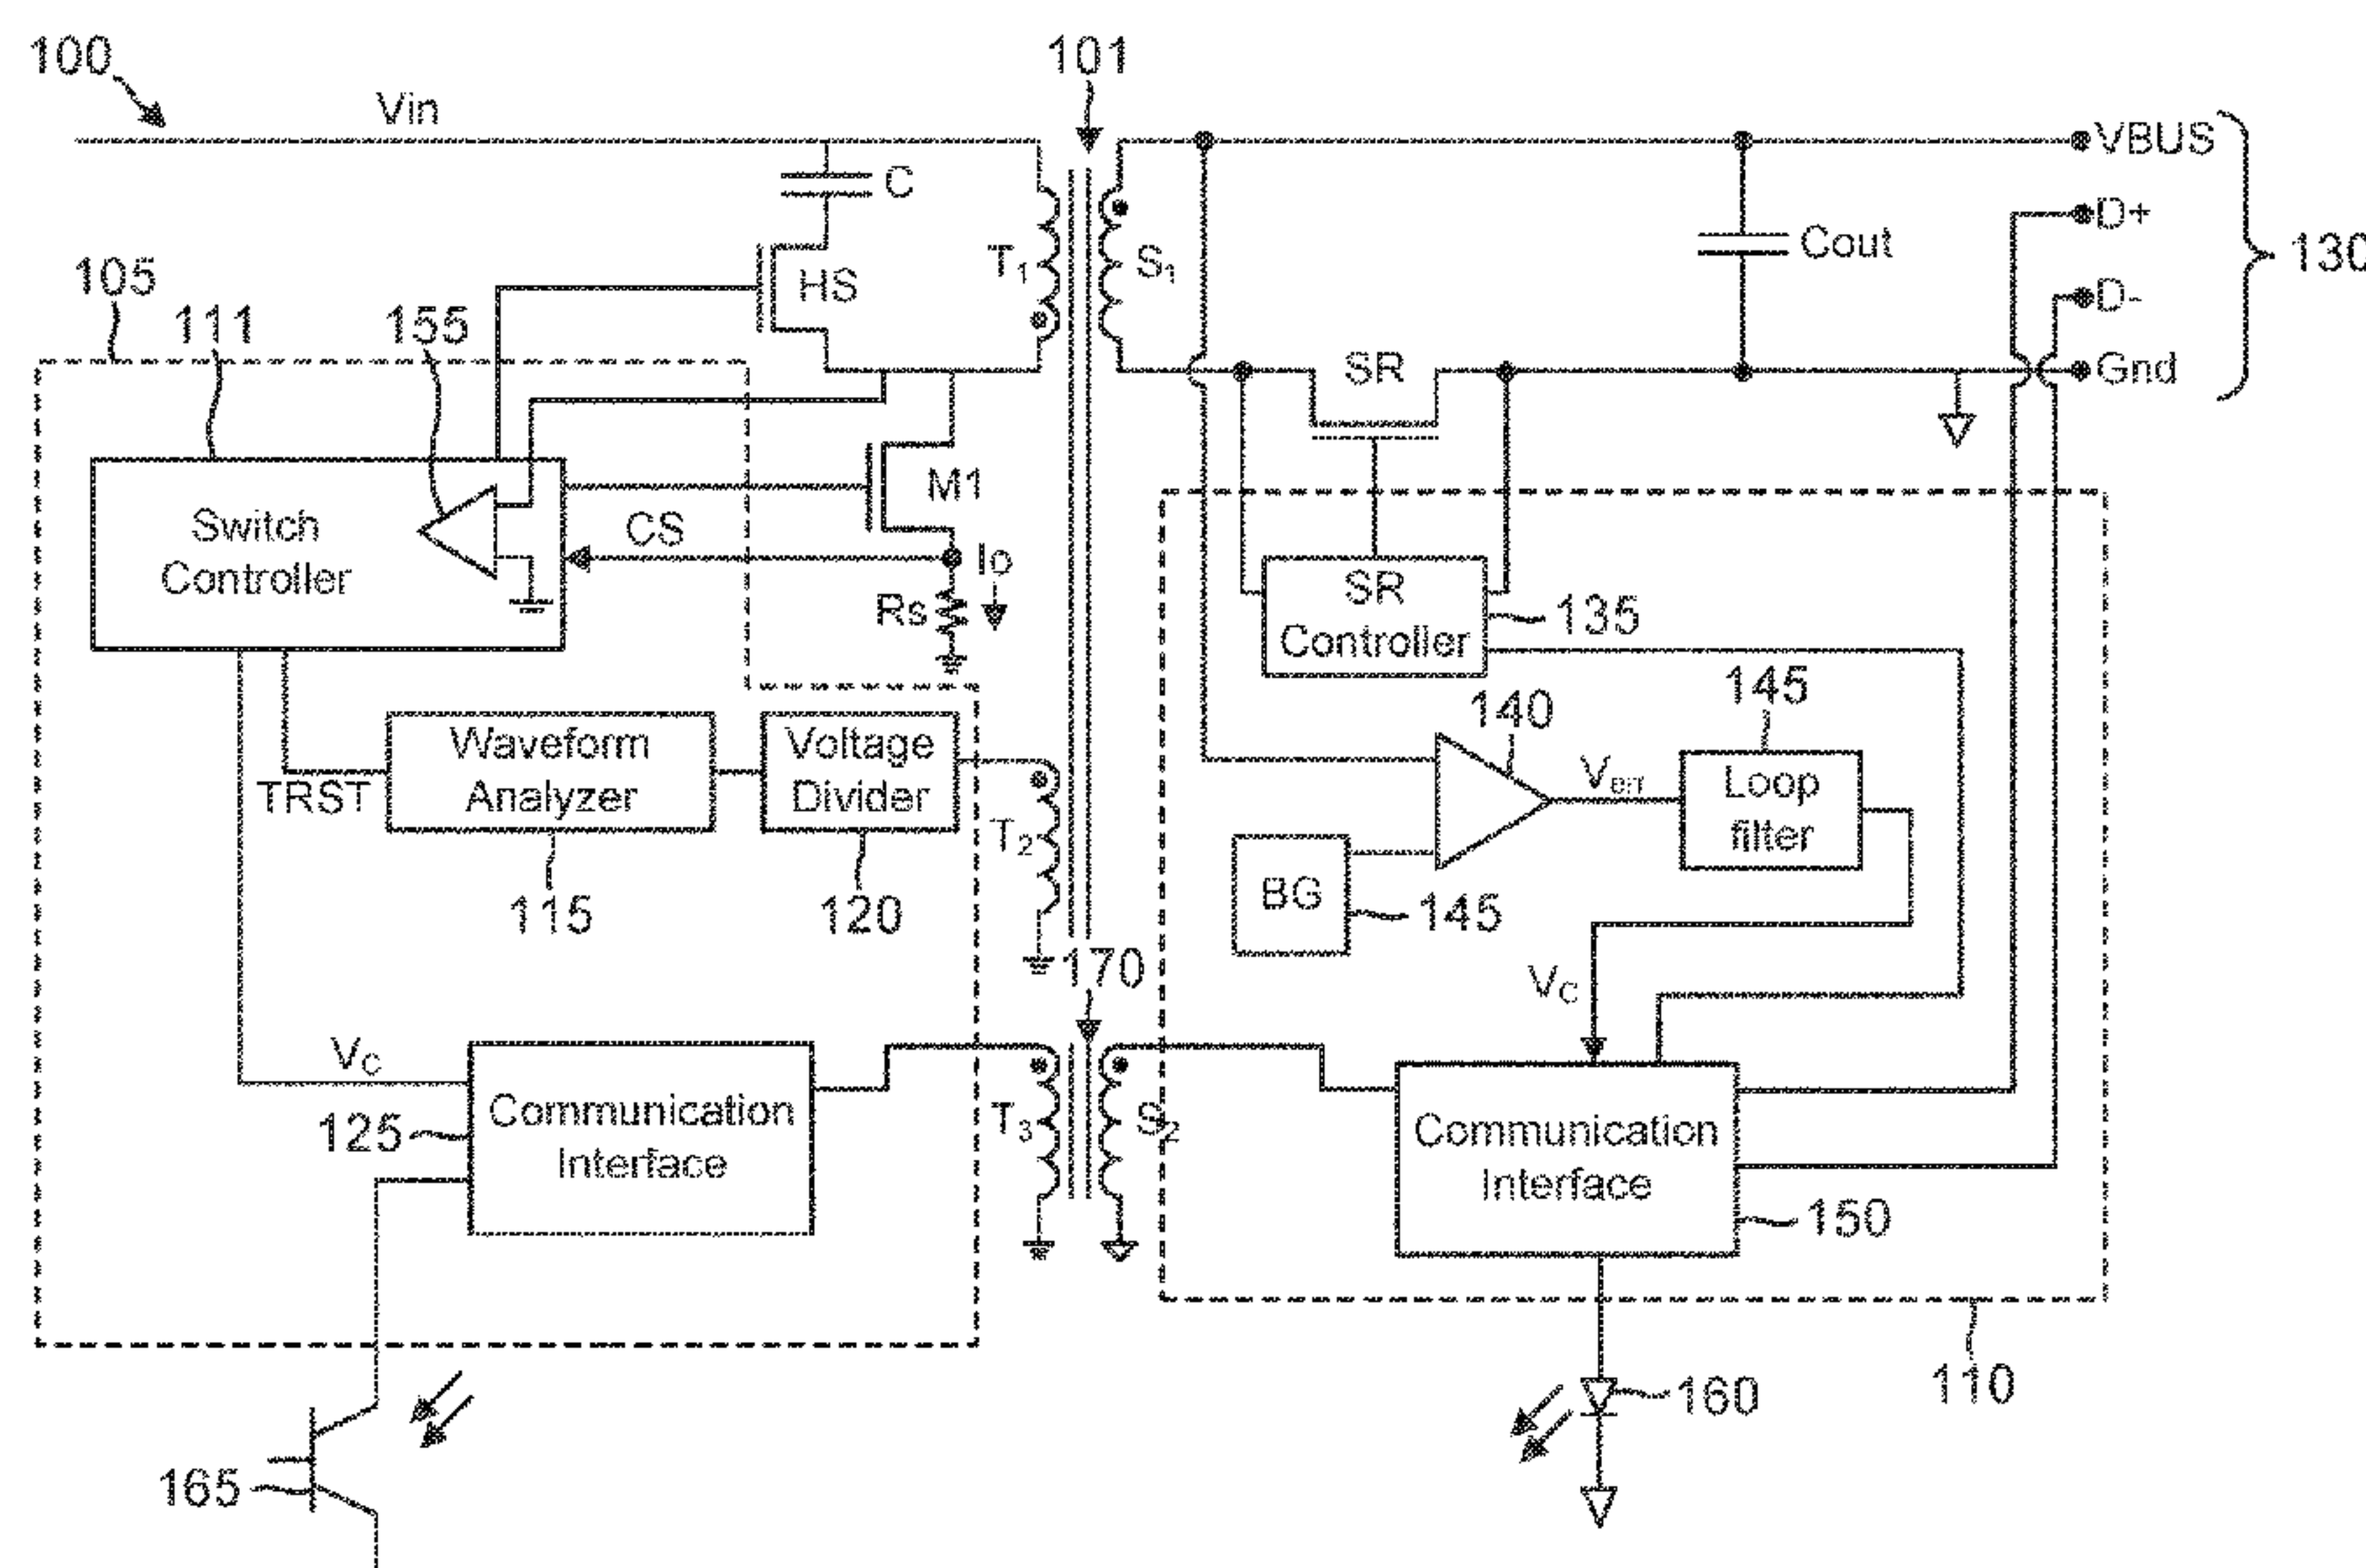 100
Vin
101
VBUS
C
D+
T1
S1
Cout
130
105
HS
D-
111
155
SR
Gnd
M1
Switch
Controller
CS
Io
Rs
SR
Controller
135
145
140
Waveform
Analyzer
Voltage
Divider
Verr
Loop
filter
TRST
T2
BG
145
115
120
170
VC
VC
Communication
Interface
125
T3
S2
Communication
Interface
150
110
160
165